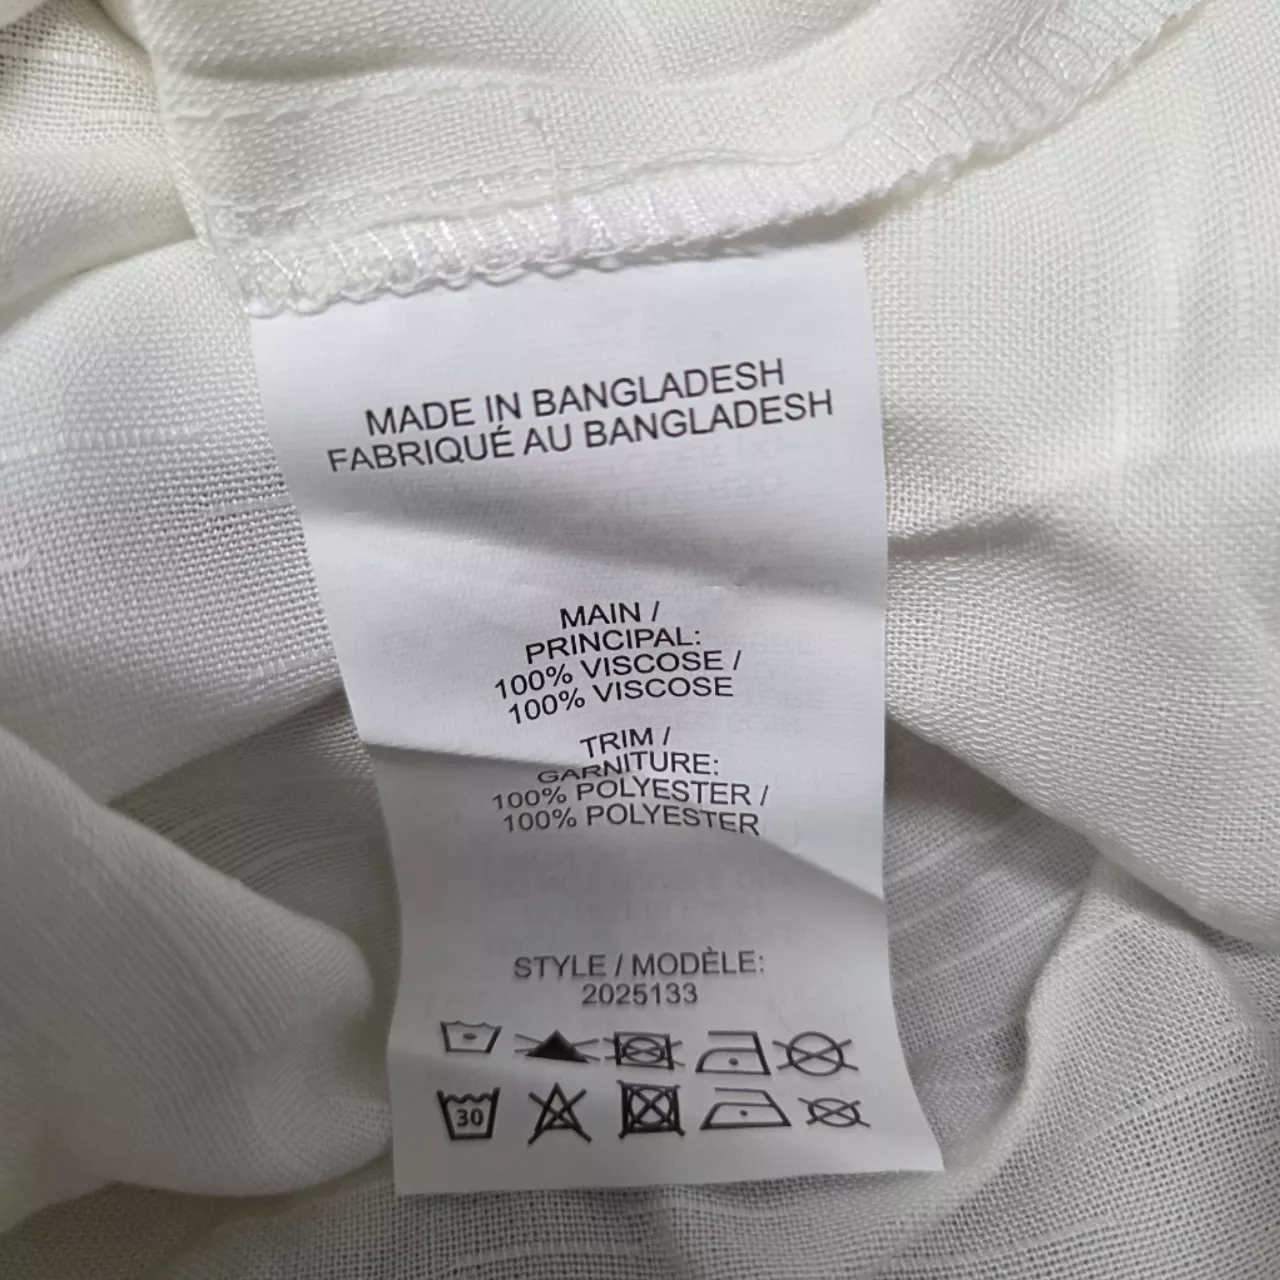 MADE IN BANGLADESH
FABRIQUÉ AU BANGLADESH
MAIN /
PRINCIPAL:
100% VISCOSE /
100% VISCOSE
TRIM /
GARNITURE:
100% POLYESTER /
100% POLYESTER
STYLE / MODÈLE:
2025133
30